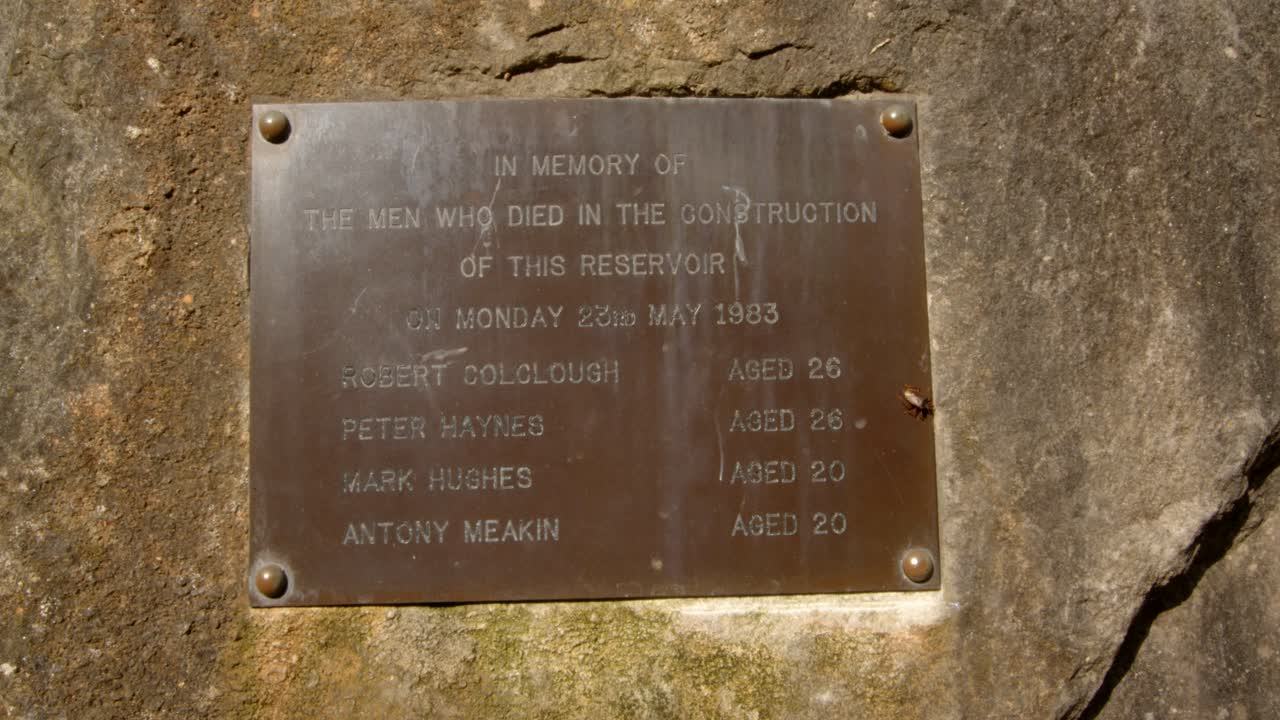 IN MEMORY OF
THE MEN WHO DIED IN THE CONSTRUCTION
OF THIS RESERVOIR
ON MONDAY 23RD MAY 1983
ROBERT COLCLOUGH AGED 26
PETER HAYNES AGED 26
MARK HUGHES AGED 20
ANTONY MEAKIN AGED 20